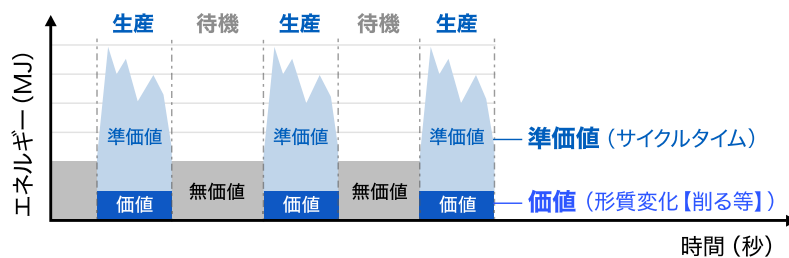 生産 待機 生産 待機 生産
エネルギー（MJ）
準価値 準価値 準価値 準価値（サイクルタイム）
無価値 無価値
価値 価値 価値 価値（形質変化【削る等】）
時間（秒）